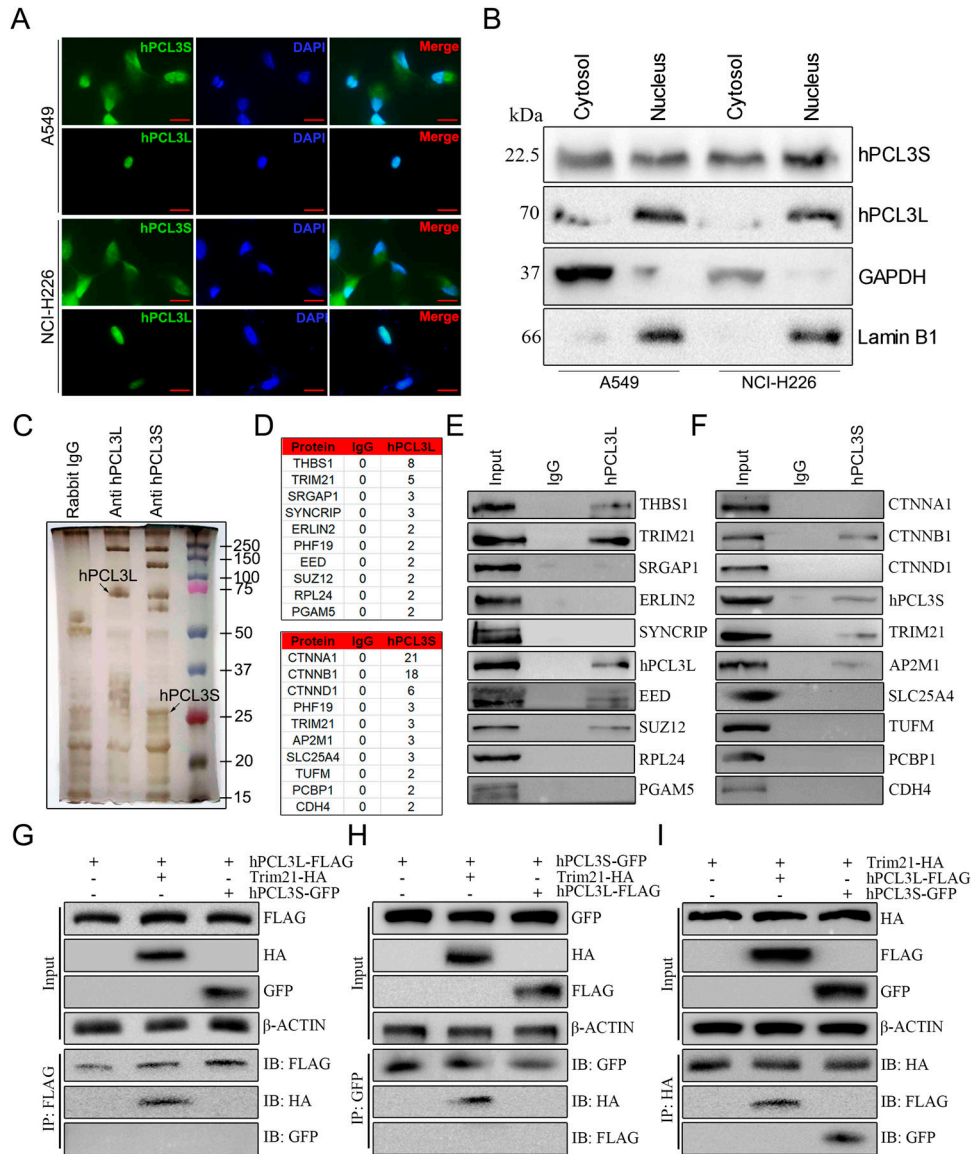 A
hPCL3S DAPI Merge
hPCL3L DAPI Merge
A549
hPCL3S DAPI Merge
hPCL3L DAPI Merge
NCI-H226
B
Cytosol Nucleus Cytosol Nucleus
kDa
22.5 hPCL3S
70 hPCL3L
37 GAPDH
66 Lamin B1
A549 NCI-H226
C
Rabbit IgG Anti hPCL3L Anti hPCL3S
hPCL3L
hPCL3S
250
150
100
75
50
37
25
20
15
D
Protein IgG hPCL3L
THBS1 0 8
TRIM21 0 5
SRGAP1 0 3
SYNCRIP 0 3
ERLIN2 0 2
PHF19 0 2
EED 0 2
SUZ12 0 2
RPL24 0 2
PGAM5 0 2
Protein IgG hPCL3S
CTNNA1 0 21
CTNNB1 0 18
CTNND1 0 6
PHF19 0 3
TRIM21 0 3
AP2M1 0 3
SLC25A4 0 3
TUFM 0 2
PCBP1 0 2
CDH4 0 2
E
Input IgG hPCL3L
THBS1
TRIM21
SRGAP1
ERLIN2
SYNCRIP
hPCL3L
EED
SUZ12
RPL24
PGAM5
F
Input IgG hPCL3S
CTNNA1
CTNNB1
CTNND1
hPCL3S
TRIM21
AP2M1
SLC25A4
TUFM
PCBP1
CDH4
G
+ + + hPCL3L-FLAG
- + - Trim21-HA
- - + hPCL3S-GFP
Input
FLAG
HA
GFP
β-ACTIN
IP: FLAG
IB: FLAG
IB: HA
IB: GFP
H
+ + + hPCL3S-GFP
- + - Trim21-HA
- - + hPCL3L-FLAG
Input
GFP
HA
FLAG
β-ACTIN
IP: GFP
IB: GFP
IB: HA
IB: FLAG
I
+ + + Trim21-HA
- + - hPCL3L-FLAG
- - + hPCL3S-GFP
Input
HA
FLAG
GFP
β-ACTIN
IP: HA
IB: HA
IB: FLAG
IB: GFP